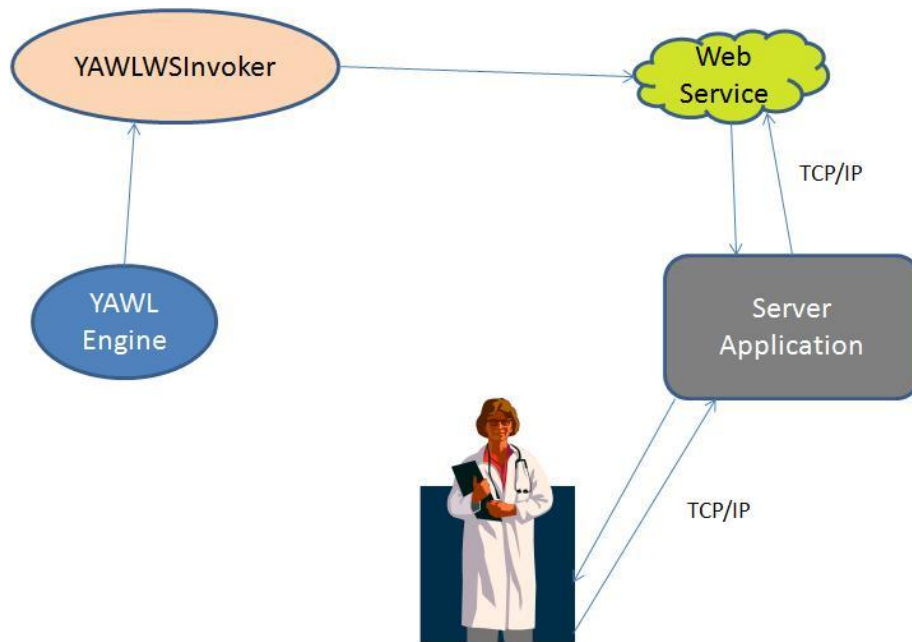 YAWLWSInvoker
Web
Service
TCP/IP
YAWL
Engine
Server
Application
TCP/IP